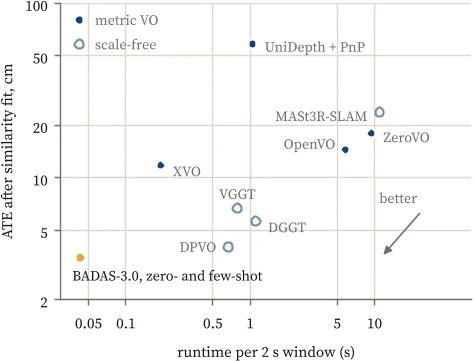 100
metric VO
scale-free
UniDepth + PnP
50
MASt3R-SLAM
20
OpenVO
ZeroVO
XVO
10
VGGT
better
DGGT
5
DPVO
BADAS-3.0, zero- and few-shot
2
0.05 0.1 0.5 1 5 10
runtime per 2 s window (s)
ATE after similarity fit, cm